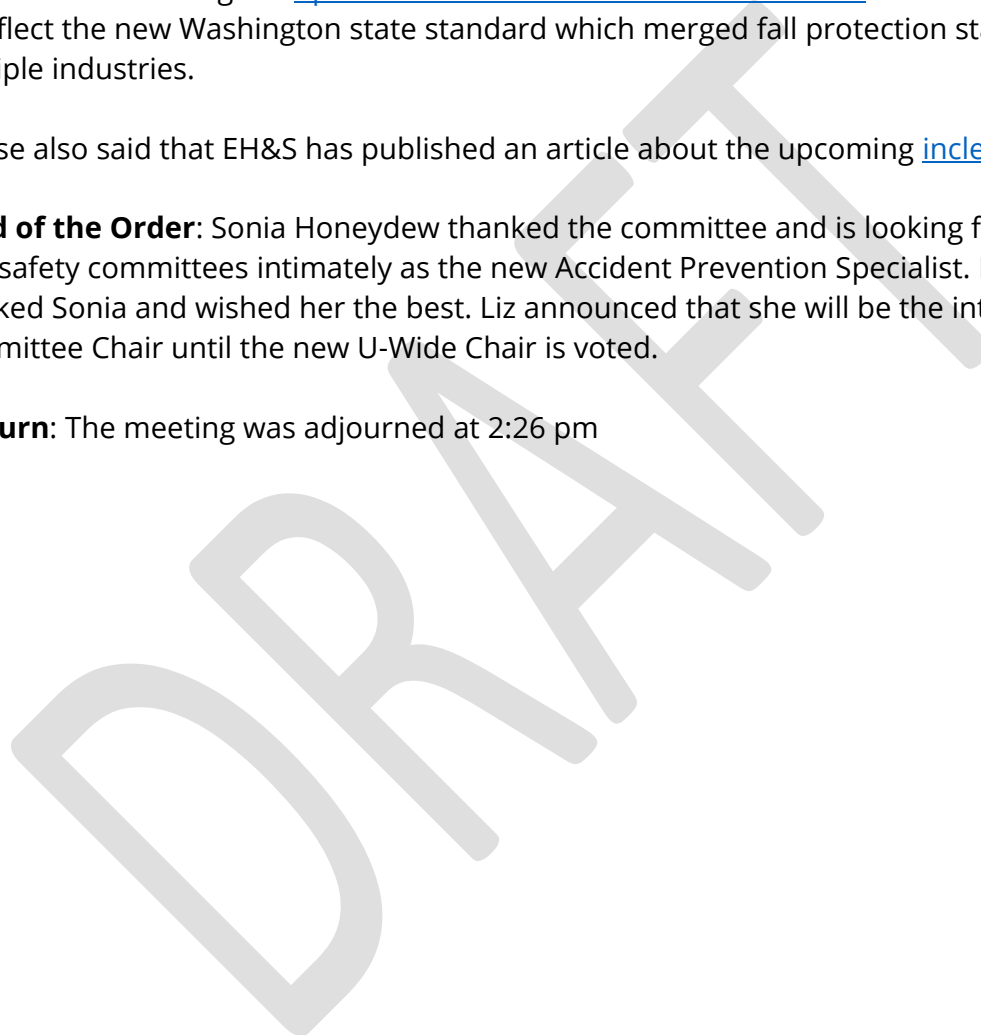 flect the new Washington state standard which merged fall protection sta
iple industries.
se also said that EH&S has published an article about the upcoming incle
d of the Order: Sonia Honeydew thanked the committee and is looking f
safety committees intimately as the new Accident Prevention Specialist.
ked Sonia and wished her the best. Liz announced that she will be the int
mittee Chair until the new U-Wide Chair is voted.
urn: The meeting was adjourned at 2:26 pm
DRAFT